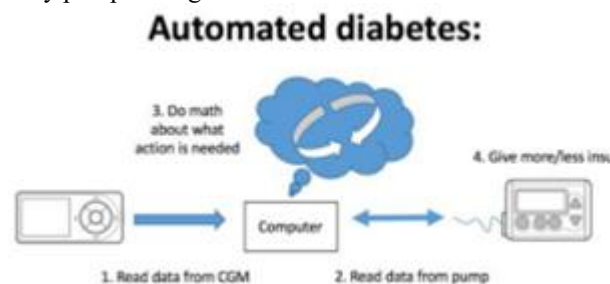 Automated diabetes:
3. Do math
about what
action is needed
4. Give more/less insu
Computer
1. Read data from CGM
2. Read data from pump